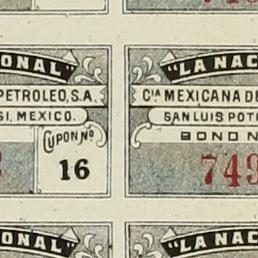 ONAL"
PETROLEO, S.A.
SI, MEXICO.
CUPON Nº
16
"LA NAC
Cᴵᴬ MEXICANA DE
SAN LUIS POTO
BONO N
749
ONAL"
"LA NAC